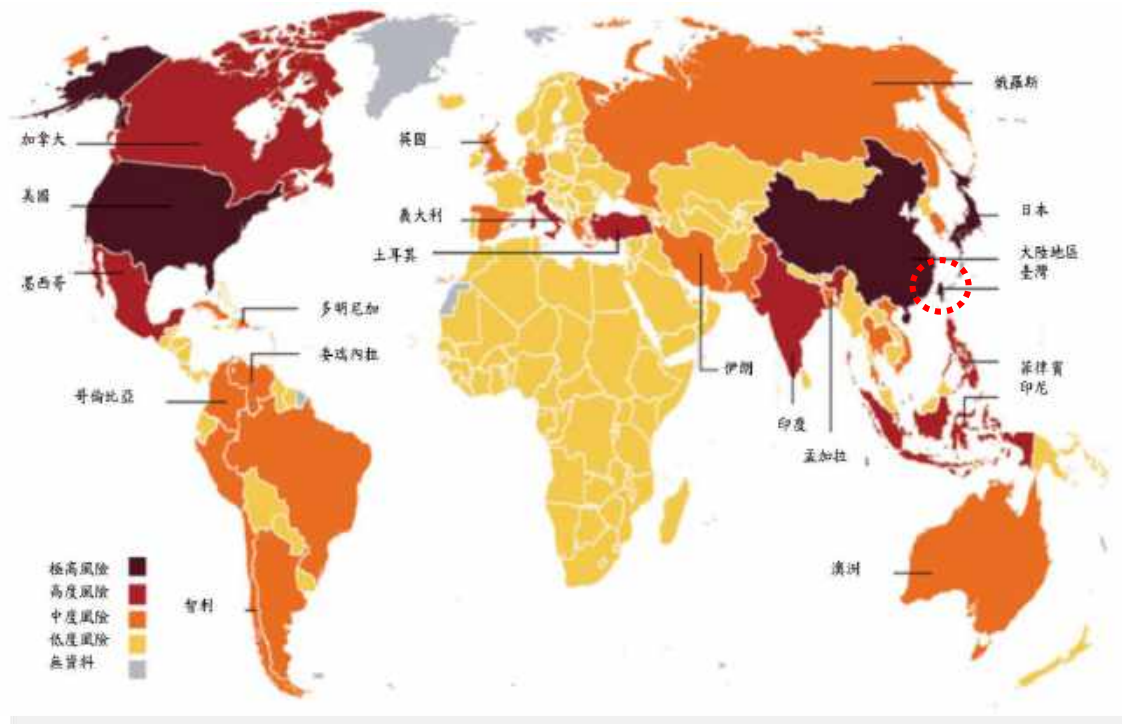 加拿大
美國
墨西哥
多明尼加
委瑞內拉
哥倫比亞
智利
英國
義大利
土耳其
俄羅斯
日本
大陸地區
臺灣
菲律賓
印尼
伊朗
印度
孟加拉
澳洲
極高風險
高度風險
中度風險
低度風險
無資料